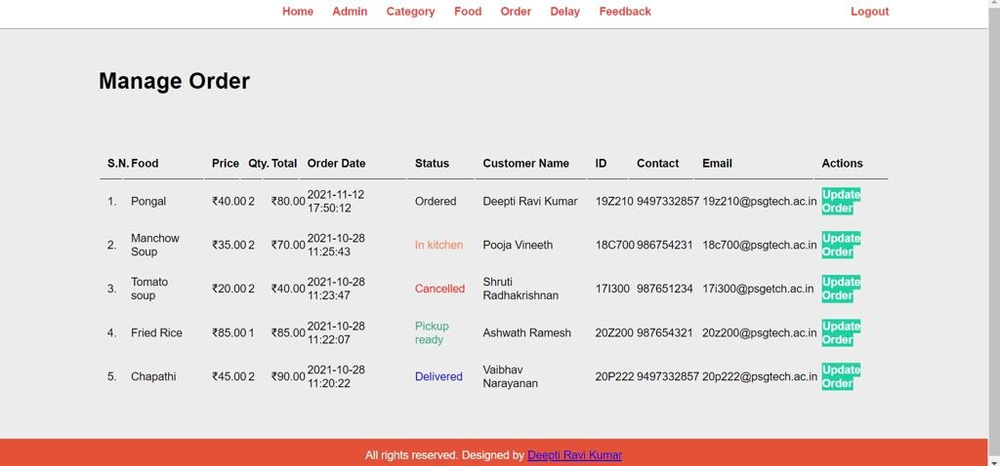 Home Admin Category Food Order Delay Feedback Logout
Manage Order
S.N. Food Price Qty. Total Order Date Status Customer Name ID Contact Email Actions
1. Pongal ₹40.00 2 ₹80.00 2021-11-12 17:50:12 Ordered Deepti Ravi Kumar 19Z210 9497332857 19z210@psgtech.ac.in Update Order
2. Manchow Soup ₹35.00 2 ₹70.00 2021-10-28 11:25:43 In kitchen Pooja Vineeth 18C700 986754231 18c700@psgtech.ac.in Update Order
3. Tomato soup ₹20.00 2 ₹40.00 2021-10-28 11:23:47 Cancelled Shruti Radhakrishnan 17I300 987651234 17i300@psgetch.ac.in Update Order
4. Fried Rice ₹85.00 1 ₹85.00 2021-10-28 11:22:07 Pickup ready Ashwath Ramesh 20Z200 987654321 20z200@psgtech.ac.in Update Order
5. Chapathi ₹45.00 2 ₹90.00 2021-10-28 11:20:22 Delivered Vaibhav Narayanan 20P222 9497332857 20p222@psgtech.ac.in Update Order
All rights reserved. Designed by Deepti Ravi Kumar